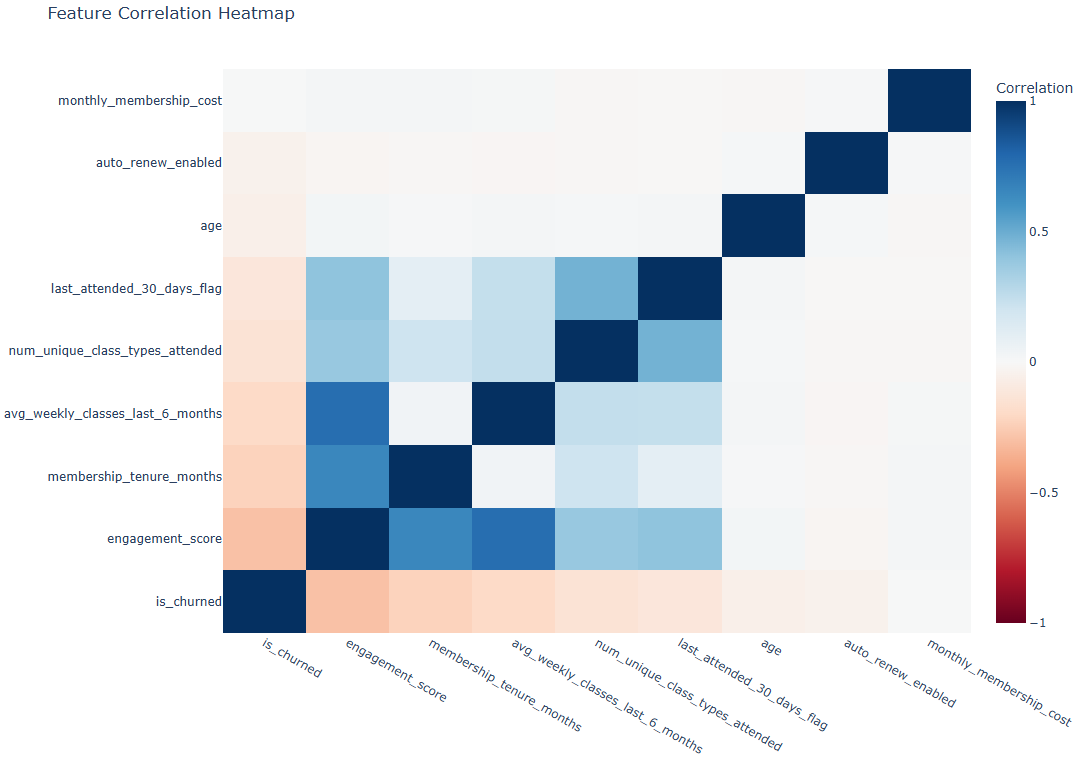 Feature Correlation Heatmap
Correlation
monthly_membership_cost
auto_renew_enabled
age
last_attended_30_days_flag
num_unique_class_types_attended
avg_weekly_classes_last_6_months
membership_tenure_months
engagement_score
is_churned
1
0.5
0
−0.5
−1
is_churned
engagement_score
membership_tenure_months
avg_weekly_classes_last_6_months
num_unique_class_types_attended
last_attended_30_days_flag
age
auto_renew_enabled
monthly_membership_cost